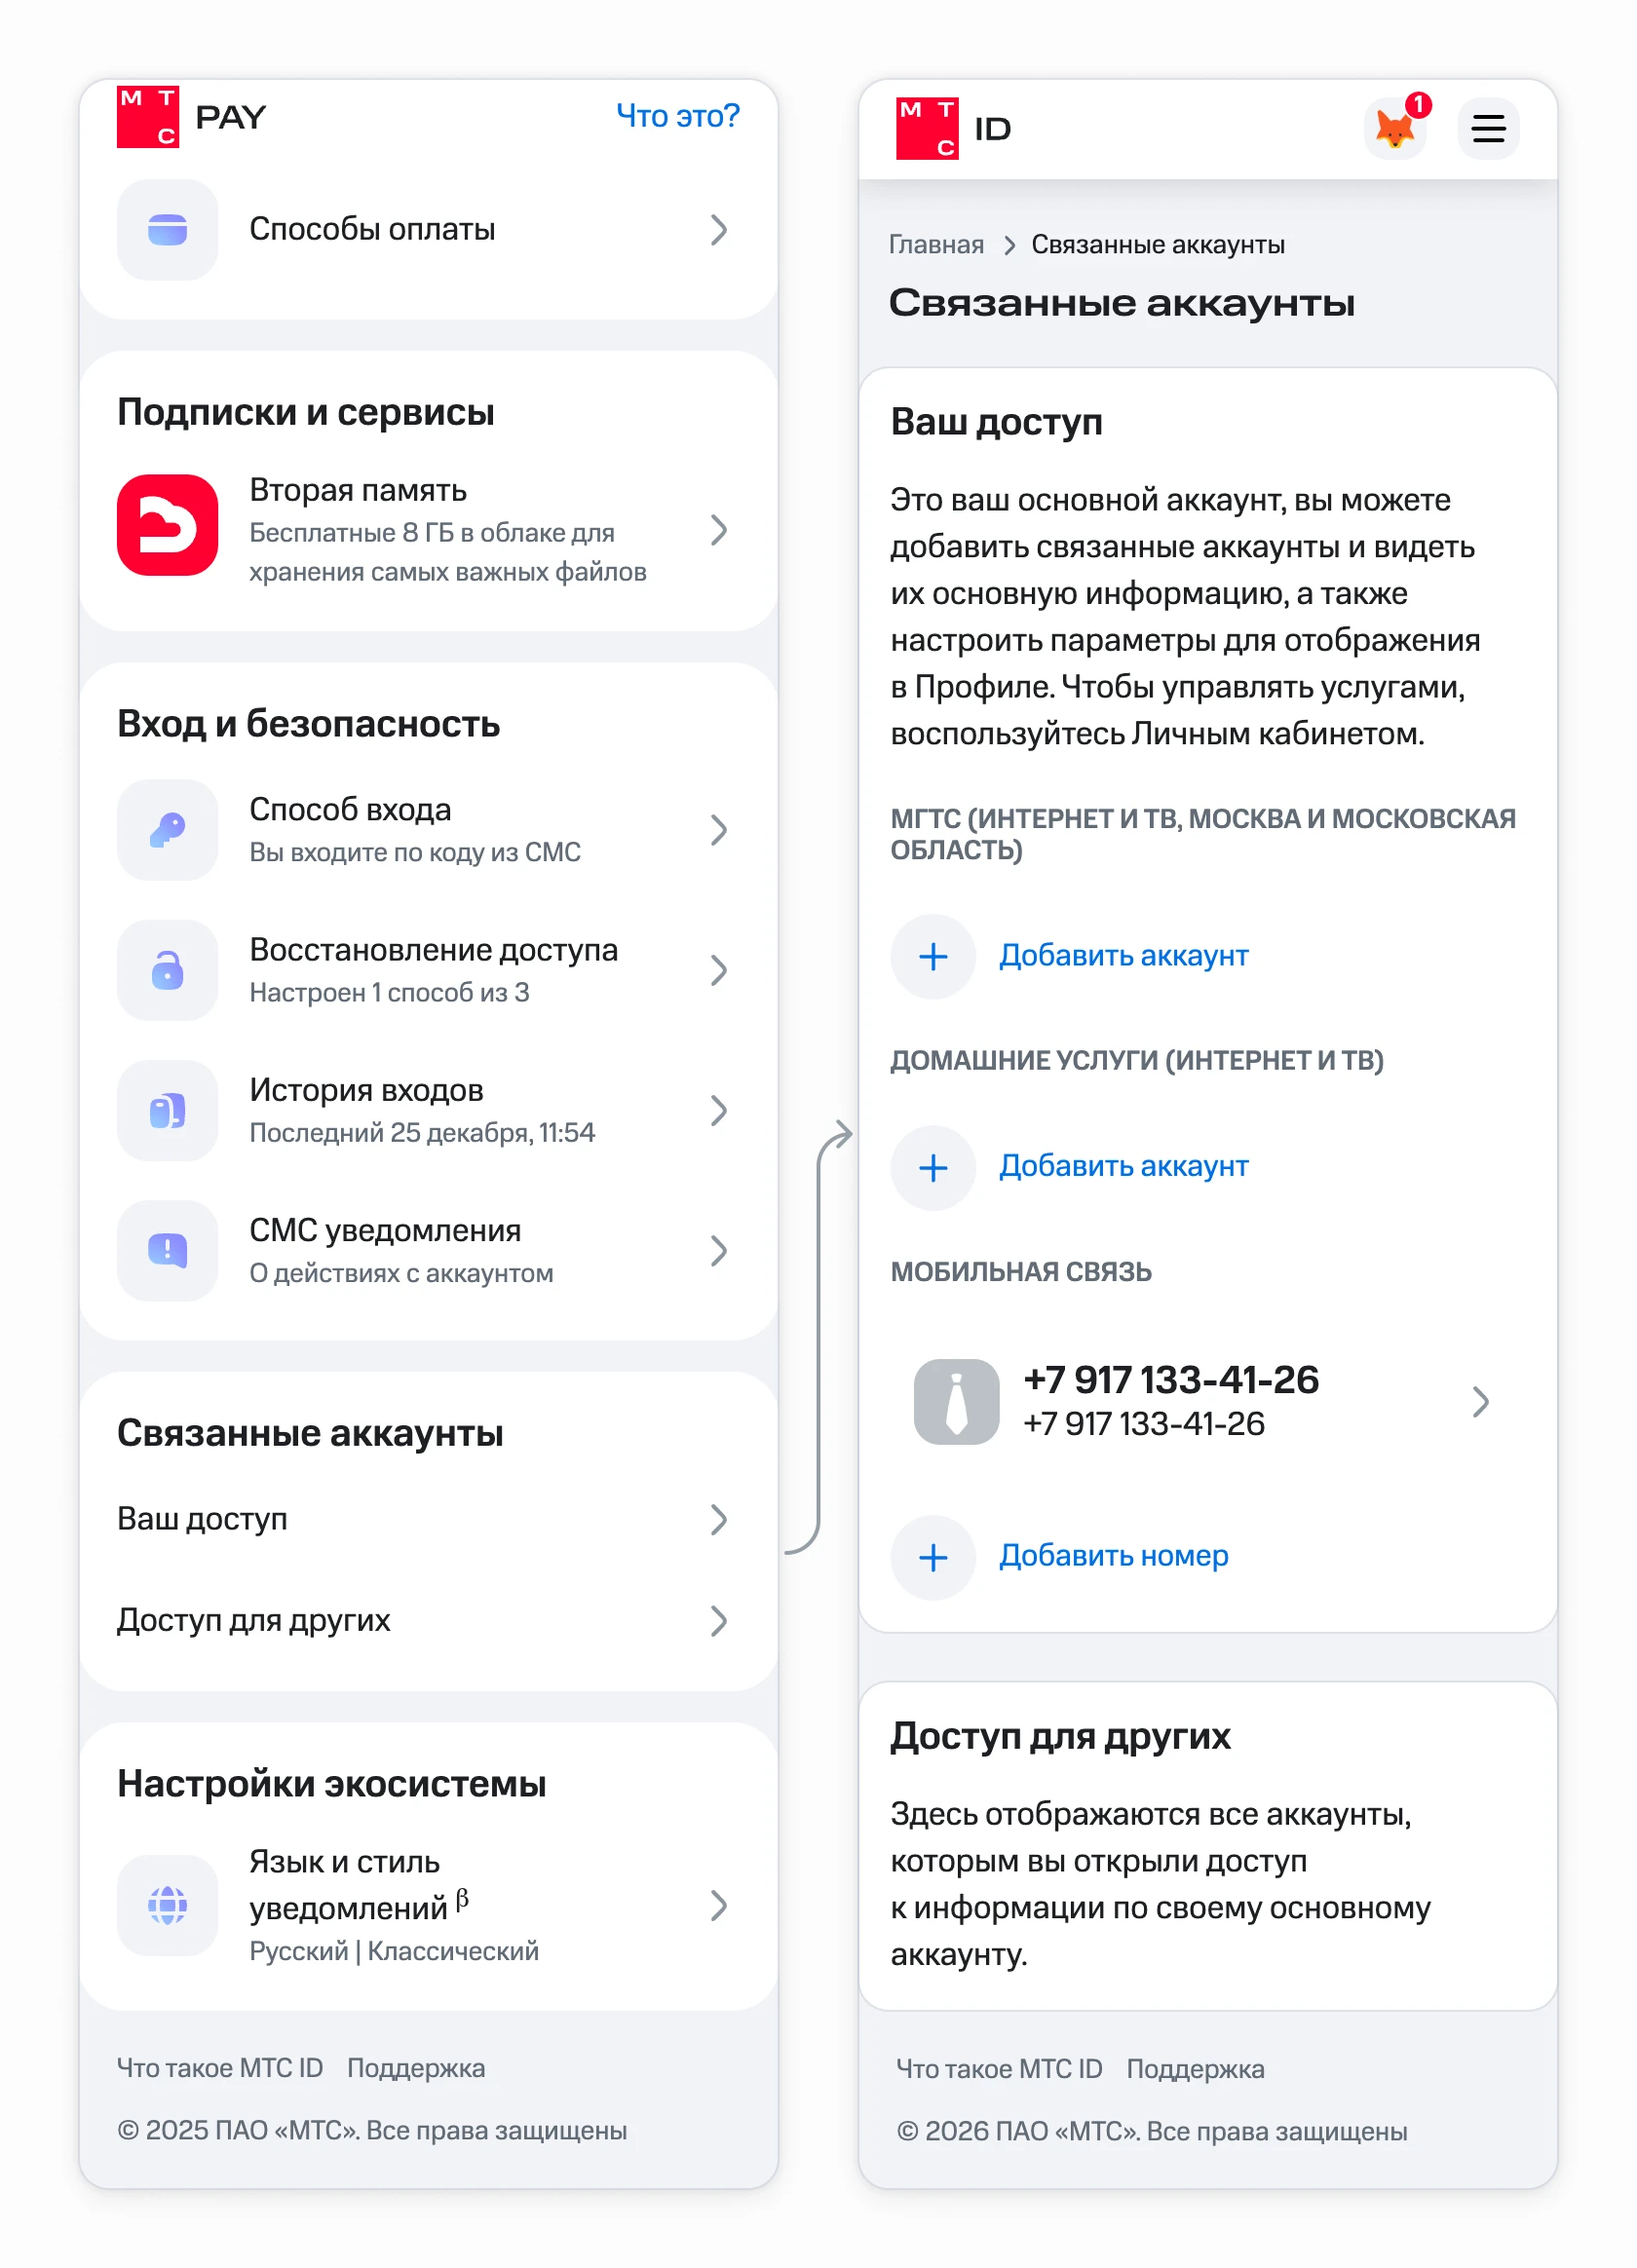 МТС PAY
Что это?
Способы оплаты
Подписки и сервисы
Вторая память
Бесплатные 8 ГБ в облаке для
хранения самых важных файлов
Вход и безопасность
Способ входа
Вы входите по коду из СМС
Восстановление доступа
Настроен 1 способ из 3
История входов
Последний 25 декабря, 11:54
СМС уведомления
О действиях с аккаунтом
Связанные аккаунты
Ваш доступ
Доступ для других
Настройки экосистемы
Язык и стиль
уведомлений β
Русский | Классический
Что такое МТС ID Поддержка
© 2025 ПАО «МТС». Все права защищены
МТС ID
1
Главная > Связанные аккаунты
Связанные аккаунты
Ваш доступ
Это ваш основной аккаунт, вы можете
добавить связанные аккаунты и видеть
их основную информацию, а также
настроить параметры для отображения
в Профиле. Чтобы управлять услугами,
воспользуйтесь Личным кабинетом.
МГТС (ИНТЕРНЕТ И ТВ, МОСКВА И МОСКОВСКАЯ
ОБЛАСТЬ)
Добавить аккаунт
ДОМАШНИЕ УСЛУГИ (ИНТЕРНЕТ И ТВ)
Добавить аккаунт
МОБИЛЬНАЯ СВЯЗЬ
+7 917 133-41-26
+7 917 133-41-26
Добавить номер
Доступ для других
Здесь отображаются все аккаунты,
которым вы открыли доступ
к информации по своему основному
аккаунту.
Что такое МТС ID Поддержка
© 2026 ПАО «МТС». Все права защищены